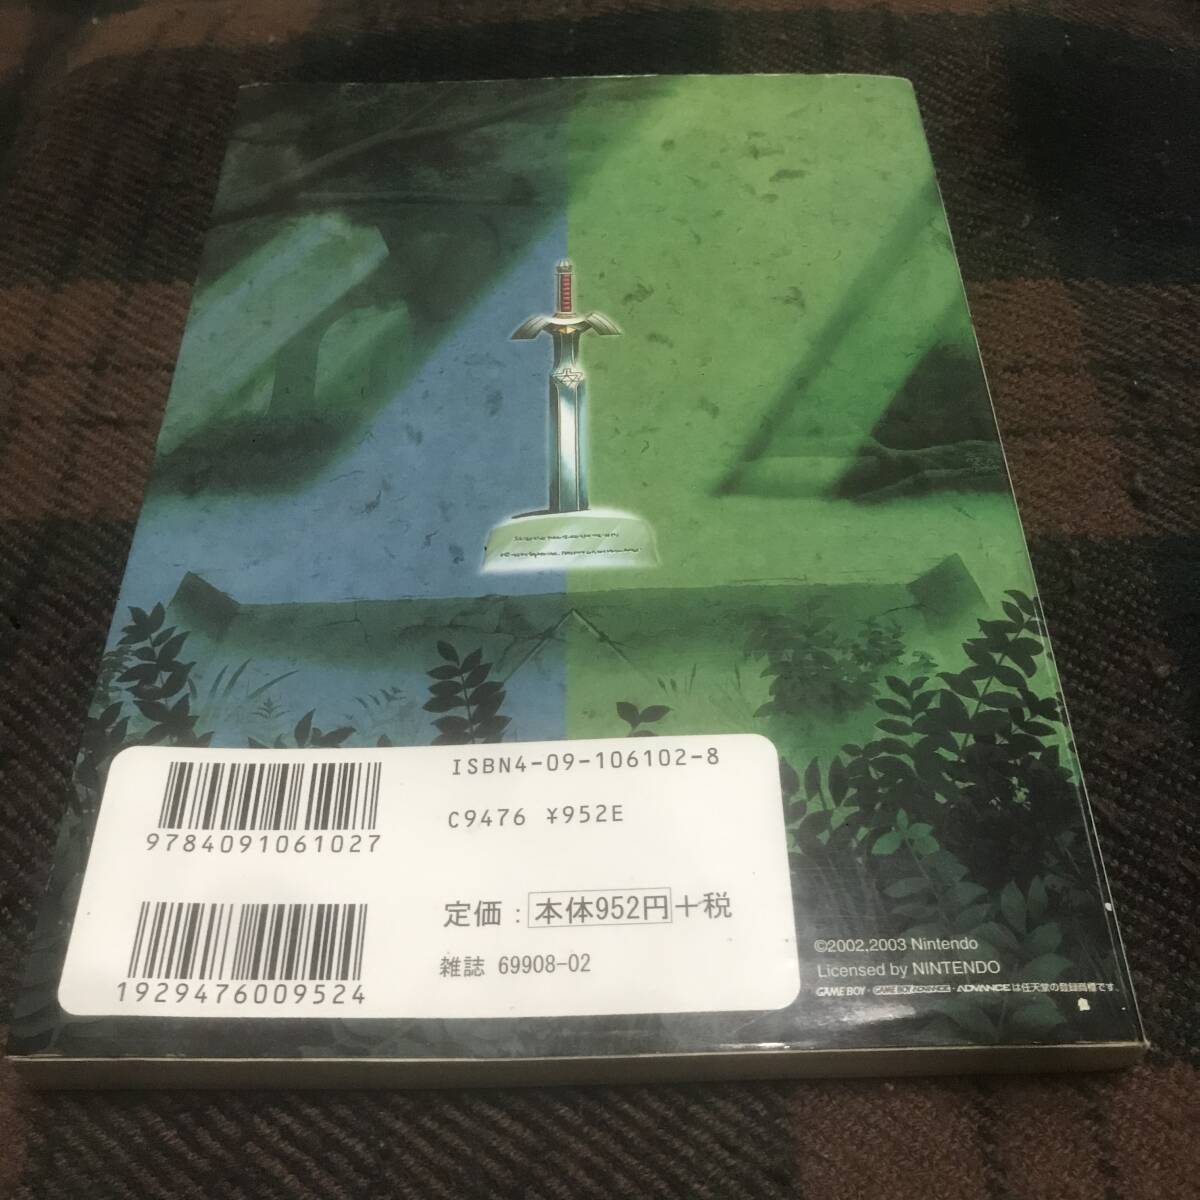 ISBN4-09-106102-8
C9476 ¥952E
9784091061027
定価：本体952円+税
雑誌 69908-02
1929476009524
©2002,2003 Nintendo
Licensed by NINTENDO
GAME BOY・GAME BOY ADVANCE・ADVANCEは任天堂の登録商標です。